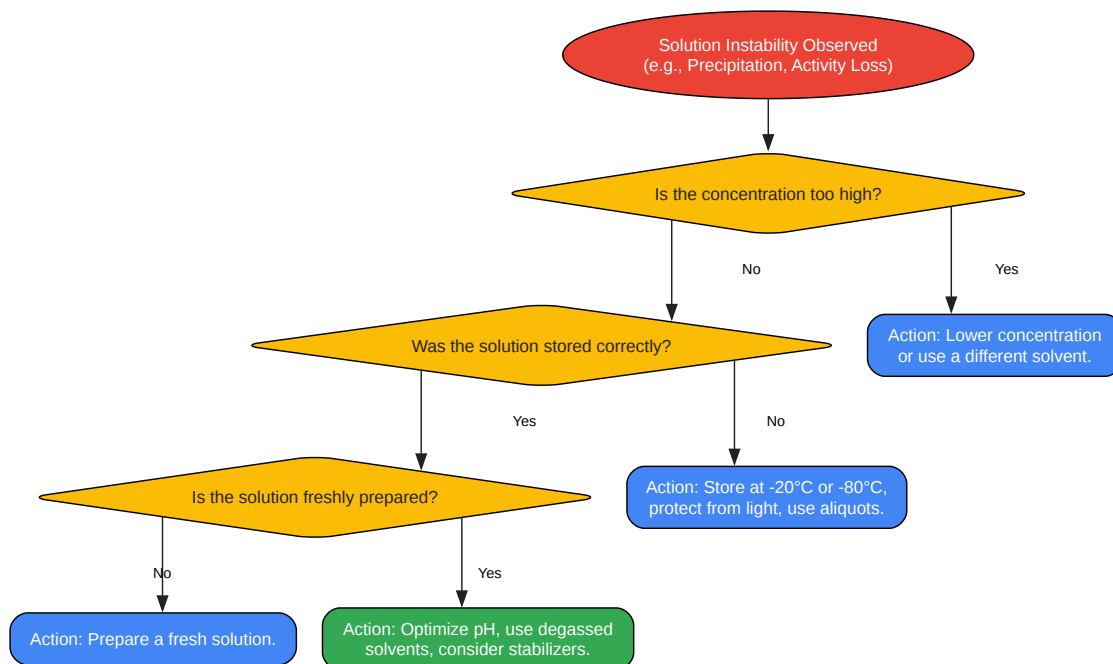 Solution Instability Observed
(e.g., Precipitation, Activity Loss)
Is the concentration too high?
No
Yes
Action: Lower concentration
or use a different solvent.
Was the solution stored correctly?
Yes
No
Action: Store at -20°C or -80°C,
protect from light, use aliquots.
Is the solution freshly prepared?
No
Yes
Action: Prepare a fresh solution.
Action: Optimize pH, use degassed
solvents, consider stabilizers.